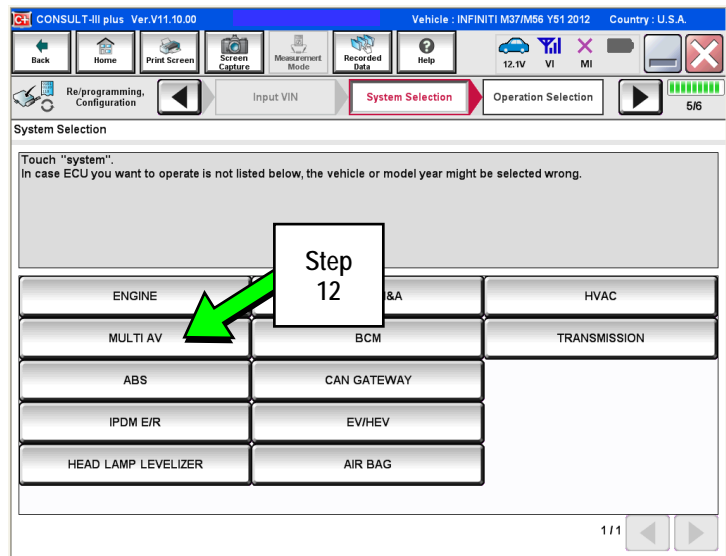 C+ CONSULT-III plus Ver.V11.10.00 Vehicle : INFINITI M37/M56 Y51 2012 Country : U.S.A.
Back
Home
Print Screen
Screen
Capture
Measurement
Mode
Recorded
Data
Help
12.1V VI MI
Re/programming,
Configuration
Input VIN
System Selection
Operation Selection
5/6
System Selection
Touch "system".
In case ECU you want to operate is not listed below, the vehicle or model year might be selected wrong.
Step
12
ENGINE
&A
HVAC
MULTI AV
BCM
TRANSMISSION
ABS
CAN GATEWAY
IPDM E/R
EV/HEV
HEAD LAMP LEVELIZER
AIR BAG
1/1